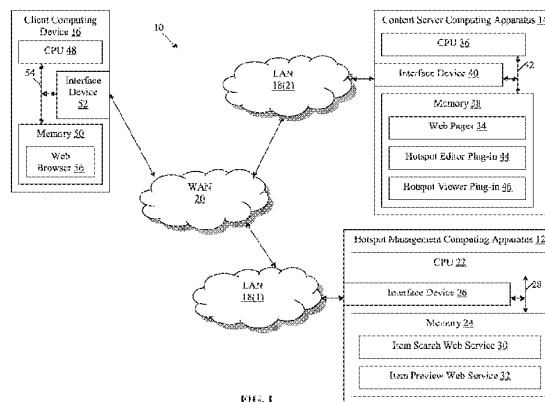 Client Computing
Device 16
CPU 48
54
Interface
Device
52
Memory 50
Web
Browser
56
10
LAN
18(2)
WAN
20
LAN
18(1)
Content Server Computing Apparatus 14
CPU 36
42
Interface Device 40
Memory 38
Web Pages 34
Hotspot Editor Plug-in 44
Hotspot Viewer Plug-in 46
Hotspot Management Computing Apparatus 12
CPU 22
28
Interface Device 26
Memory 24
Item Search Web Service 30
Item Preview Web Service 32
FIG. 1